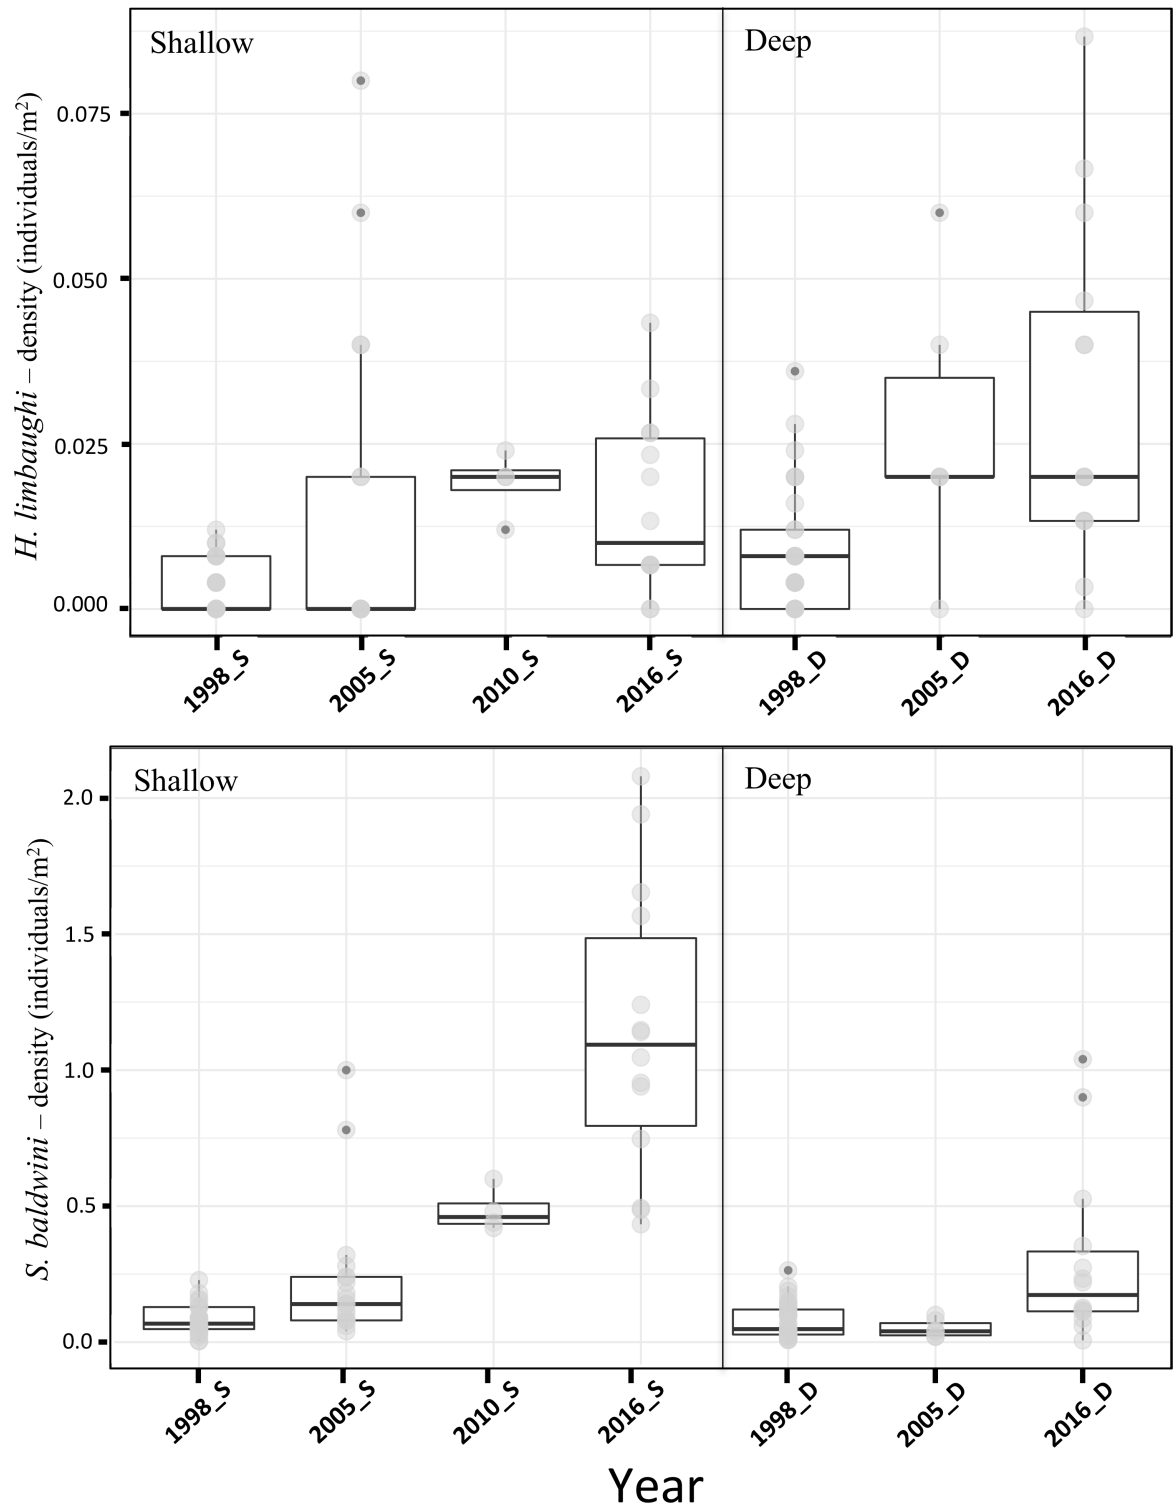 Shallow
Deep
H. limbaughi – density (individuals/m²)
0.075
0.050
0.025
0.000
1998_S
2005_S
2010_S
2016_S
1998_D
2005_D
2016_D
Shallow
Deep
S. baldwini – density (individuals/m²)
2.0
1.5
1.0
0.5
0.0
1998_S
2005_S
2010_S
2016_S
1998_D
2005_D
2016_D
Year